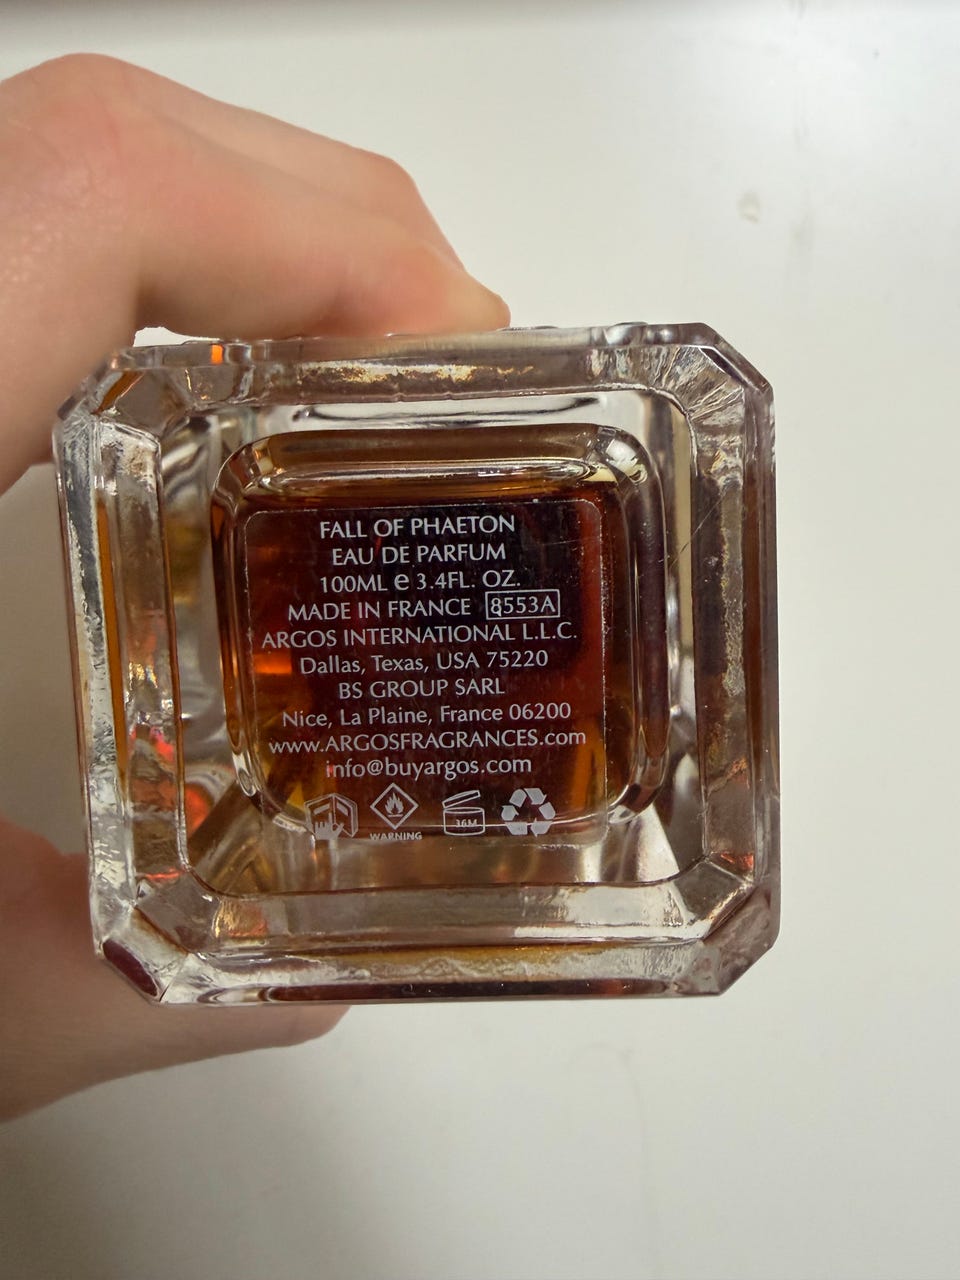 FALL OF PHAETON
EAU DE PARFUM
100ML e 3.4FL. OZ.
MADE IN FRANCE 8553A
ARGOS INTERNATIONAL L.L.C.
Dallas, Texas, USA 75220
BS GROUP SARL
Nice, La Plaine, France 06200
www.ARGOSFRAGRANCES.com
info@buyargos.com
WARNING 36M